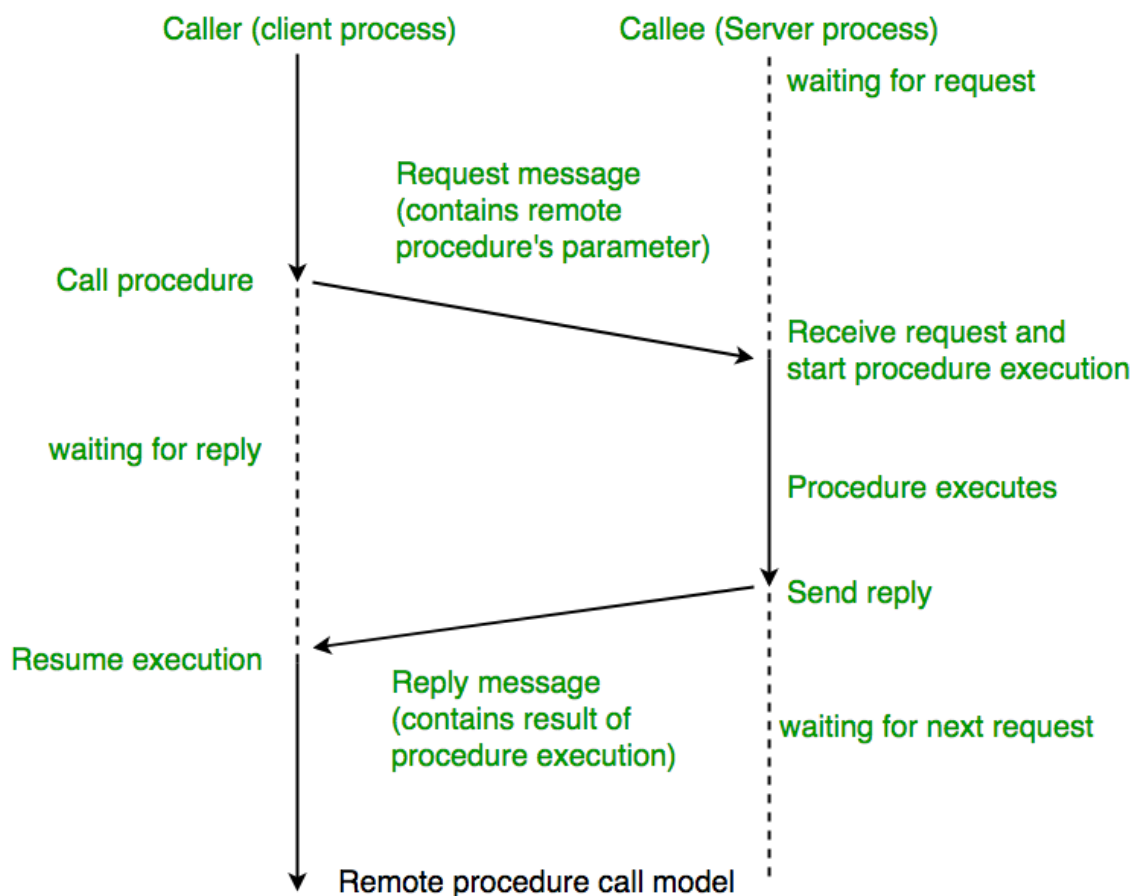 Caller (client process)
Callee (Server process)
waiting for request
Request message
(contains remote
procedure's parameter)
Call procedure
Receive request and
start procedure execution
waiting for reply
Procedure executes
Send reply
Resume execution
Reply message
(contains result of
procedure execution)
waiting for next request
Remote procedure call model